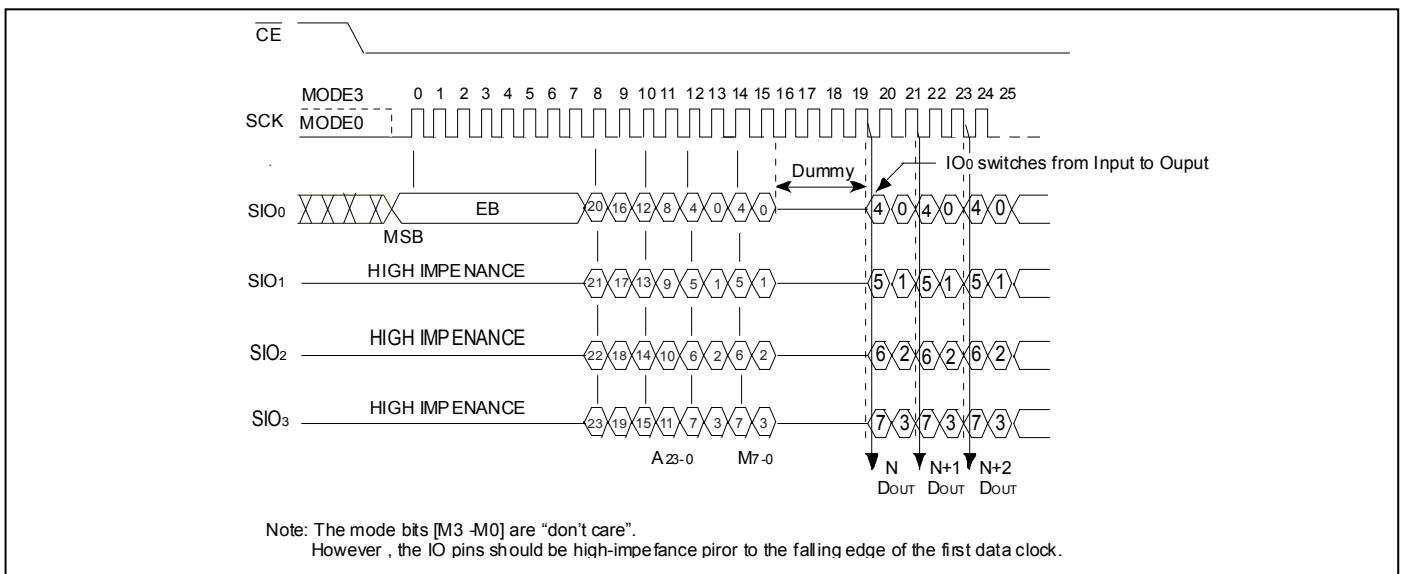 CE
MODE3 0 1 2 3 4 5 6 7 8 9 10 11 12 13 14 15 16 17 18 19 20 21 22 23 24 25
SCK MODE0
Dummy IO0 switches from Input to Ouput
SIO0 EB 20 16 12 8 4 0 4 0 4 0 4 0 4 0
MSB
SIO1 HIGH IMPENANCE 21 17 13 9 5 1 5 1 5 1 5 1 5 1
SIO2 HIGH IMPENANCE 22 18 14 10 6 2 6 2 6 2 6 2 6 2
SIO3 HIGH IMPENANCE 23 19 15 11 7 3 7 3 7 3 7 3 7 3
A23-0 M7-0 N N+1 N+2
DOUT DOUT DOUT
Note: The mode bits [M3 -M0] are “don’t care”.
However , the IO pins should be high-impefance piror to the falling edge of the first data clock.